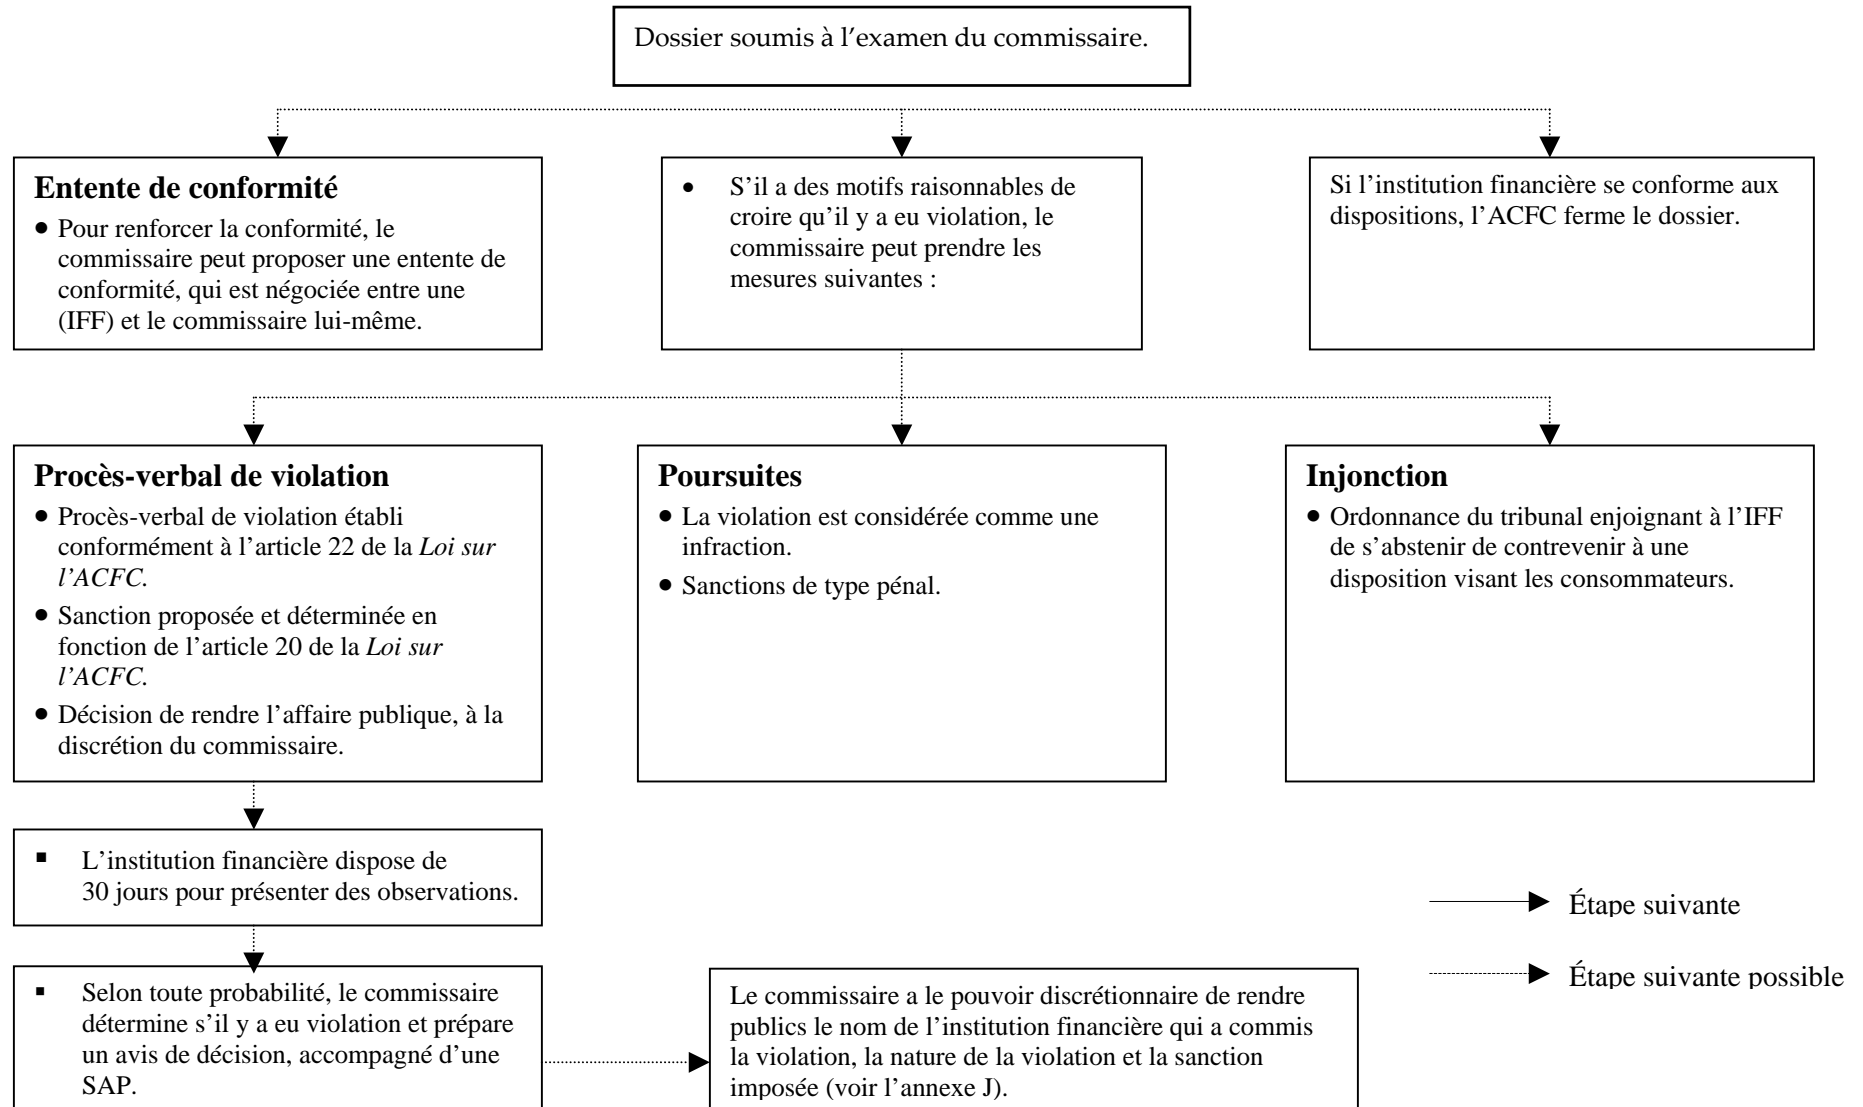 Dossier soumis à l’examen du commissaire.
Entente de conformité
• Pour renforcer la conformité, le
commissaire peut proposer une entente de
conformité, qui est négociée entre une
(IFF) et le commissaire lui-même.
• S’il a des motifs raisonnables de
croire qu’il y a eu violation, le
commissaire peut prendre les
mesures suivantes :
Si l’institution financière se conforme aux
dispositions, l’ACFC ferme le dossier.
Procès-verbal de violation
• Procès-verbal de violation établi
conformément à l’article 22 de la Loi sur
l’ACFC.
• Sanction proposée et déterminée en
fonction de l’article 20 de la Loi sur
l’ACFC.
• Décision de rendre l’affaire publique, à la
discrétion du commissaire.
Poursuites
• La violation est considérée comme une
infraction.
• Sanctions de type pénal.
Injonction
• Ordonnance du tribunal enjoignant à l’IFF
de s’abstenir de contrevenir à une
disposition visant les consommateurs.
▪ L’institution financière dispose de
30 jours pour présenter des observations.
▪ Selon toute probabilité, le commissaire
détermine s’il y a eu violation et prépare
un avis de décision, accompagné d’une
SAP.
Le commissaire a le pouvoir discrétionnaire de rendre
publics le nom de l’institution financière qui a commis
la violation, la nature de la violation et la sanction
imposée (voir l’annexe J).
Étape suivante
Étape suivante possible